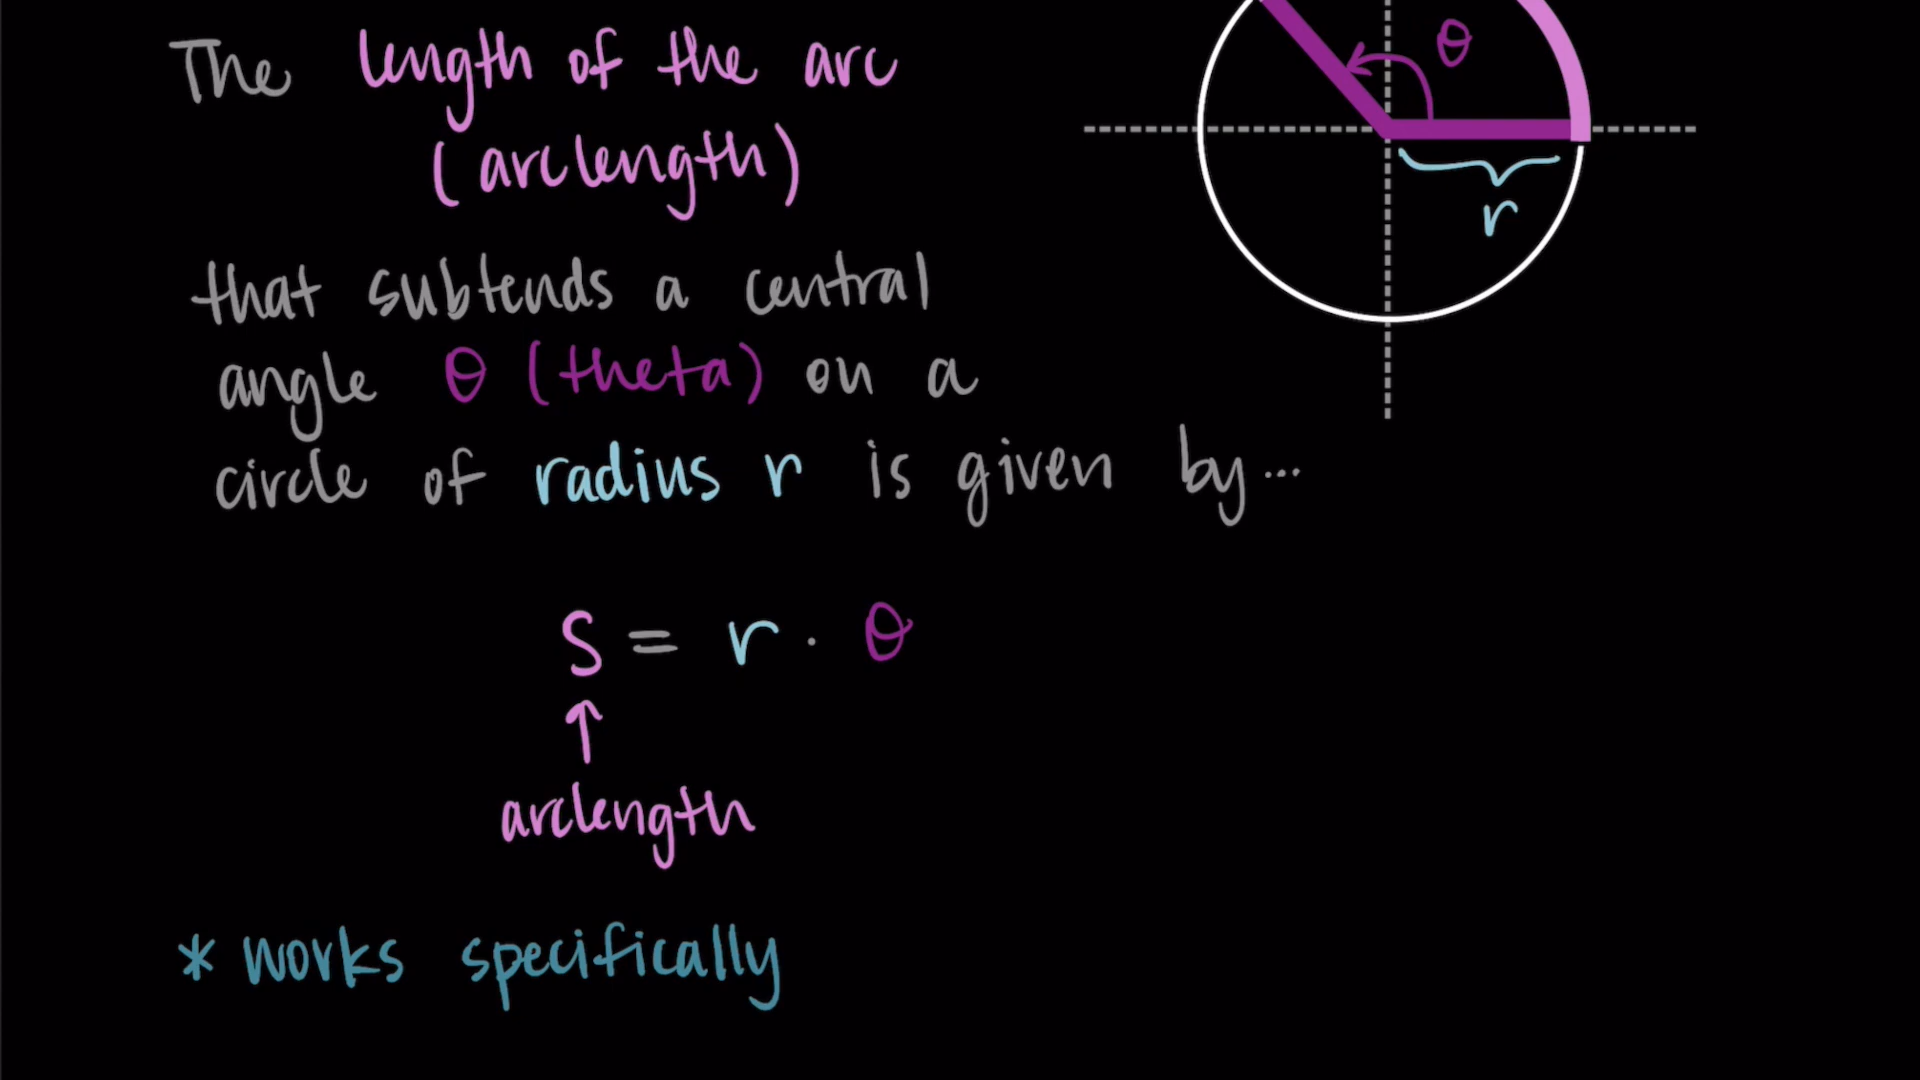 The length of the arc
(arclength)
that subtends a central
angle θ (theta) on a
circle of radius r is given by...
s = r · θ
↑
arclength
* works specifically
θ
r